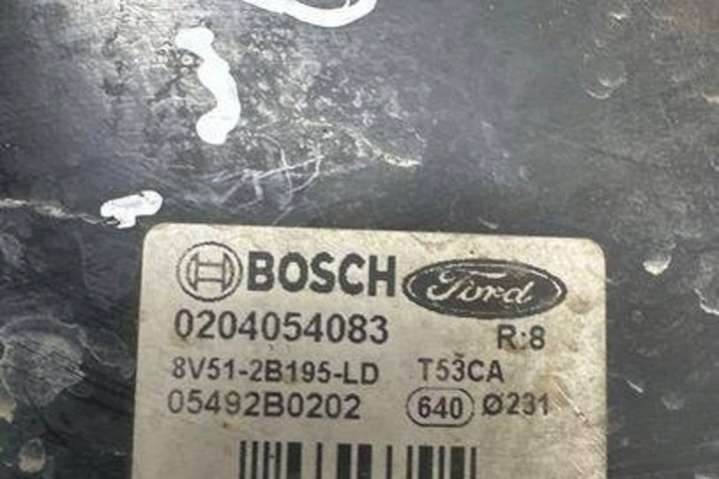 BOSCH Ford
0204054083 R:8
8V51-2B195-LD T53CA
05492B0202 640 Ø231